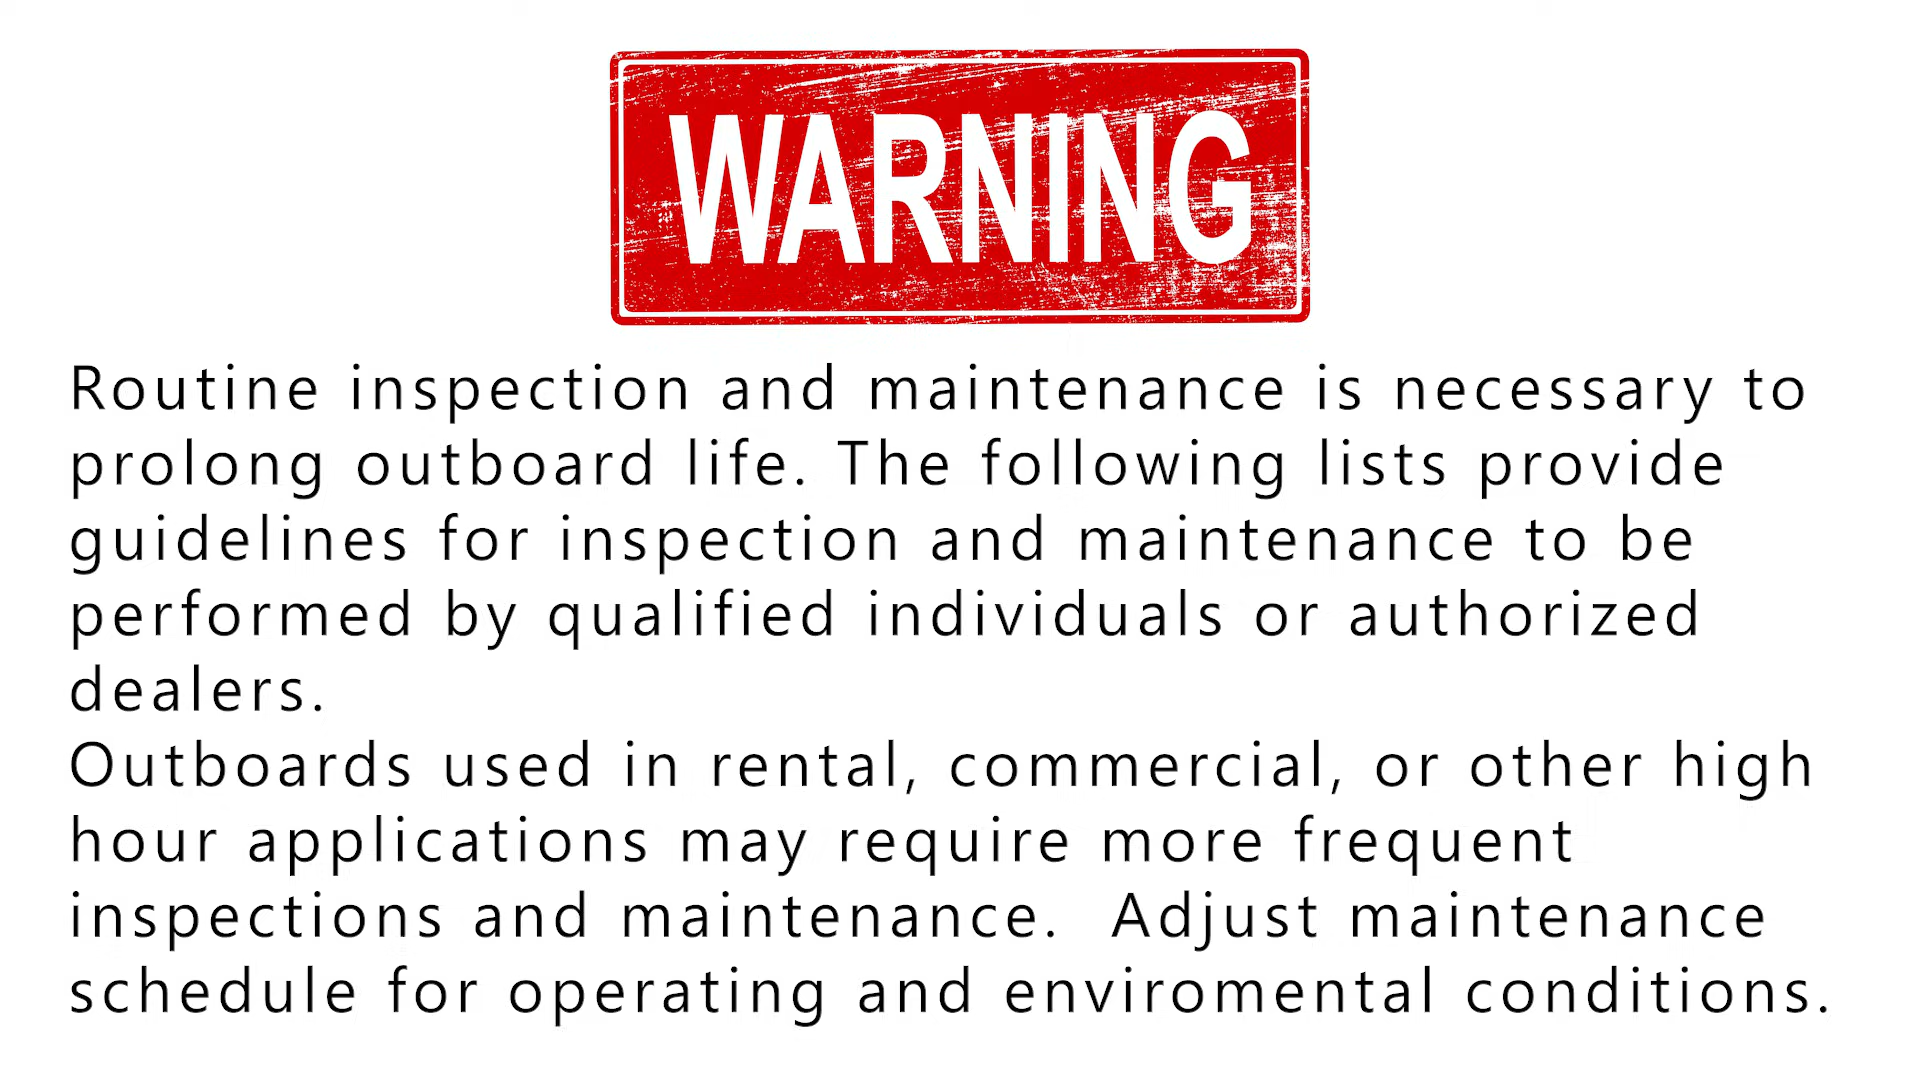 WARNING
Routine inspection and maintenance is necessary to
prolong outboard life. The following lists provide
guidelines for inspection and maintenance to be
performed by qualified individuals or authorized
dealers.
Outboards used in rental, commercial, or other high
hour applications may require more frequent
inspections and maintenance.  Adjust maintenance
schedule for operating and enviromental conditions.